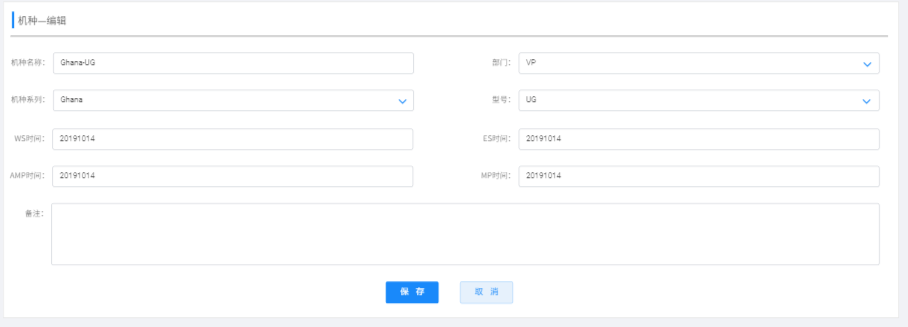 机种—编辑
机种名称： Ghana-UG 部门： VP
机种系列： Ghana 型号： UG
WS时间： 20191014 ES时间： 20191014
AMP时间： 20191014 MP时间： 20191014
备注：
保 存 取 消